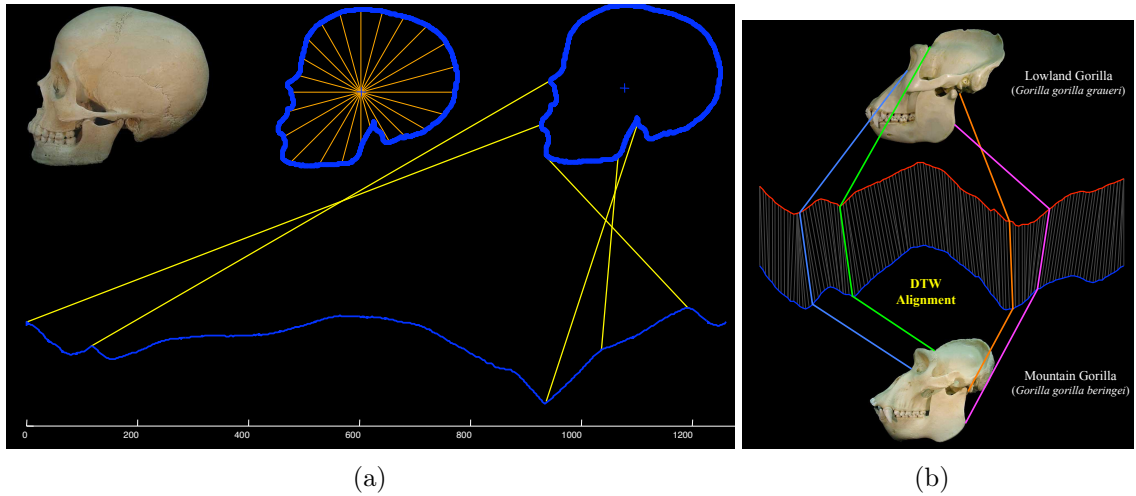 Lowland Gorilla
(Gorilla gorilla graueri)
DTW
Alignment
Mountain Gorilla
(Gorilla gorilla beringei)
0
200
400
600
800
1000
1200
(a)
(b)